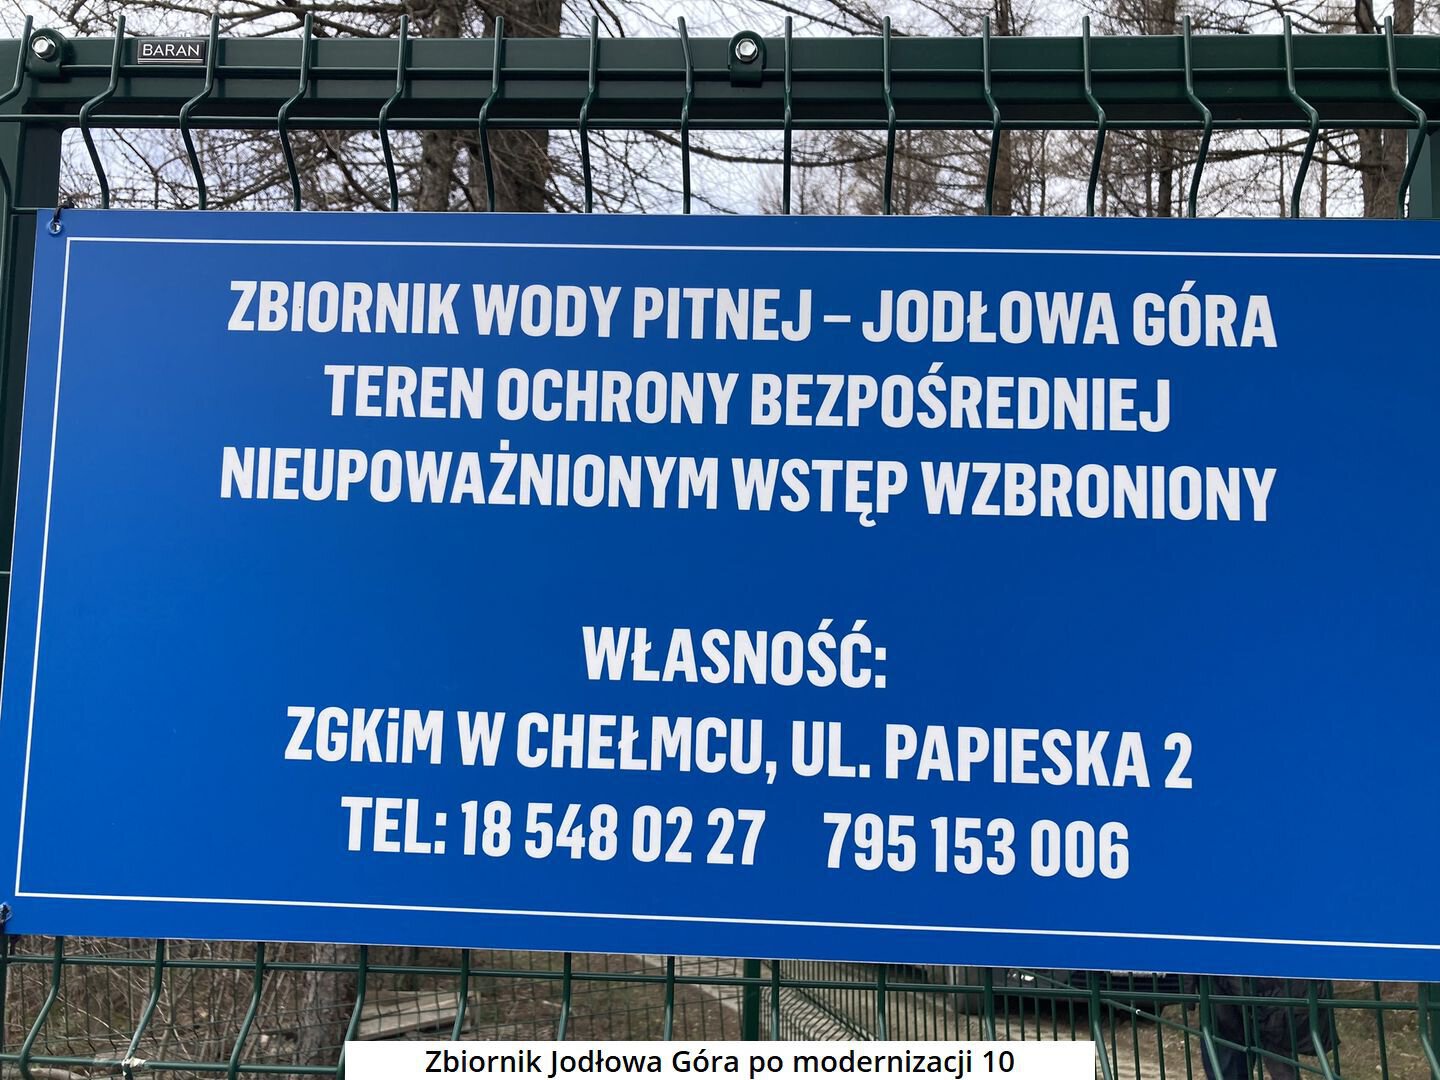 BARAN
ZBIORNIK WODY PITNEJ – JODŁOWA GÓRA
TEREN OCHRONY BEZPOŚREDNIEJ
NIEUPOWAŻNIONYM WSTĘP WZBRONIONY
WŁASNOŚĆ:
ZGKiM W CHEŁMCU, UL. PAPIESKA 2
TEL: 18 548 02 27 795 153 006
Zbiornik Jodłowa Góra po modernizacji 10